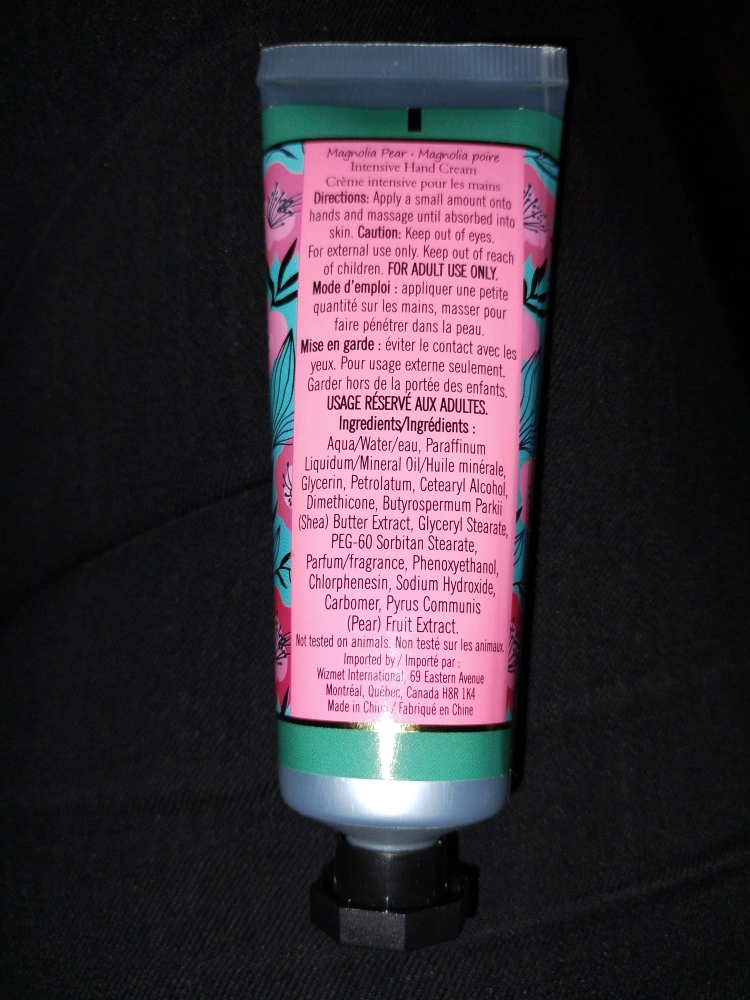 Magnolia Pear • Magnolia poire
Intensive Hand Cream
Crème intensive pour les mains
Directions: Apply a small amount onto
hands and massage until absorbed into
skin. Caution: Keep out of eyes.
For external use only. Keep out of reach
of children. FOR ADULT USE ONLY.
Mode d'emploi : appliquer une petite
quantité sur les mains, masser pour
faire pénétrer dans la peau.
Mise en garde : éviter le contact avec les
yeux. Pour usage externe seulement.
Garder hors de la portée des enfants.
USAGE RÉSERVÉ AUX ADULTES.
Ingredients/Ingrédients :
Aqua/Water/eau, Paraffinum
Liquidum/Mineral Oil/Huile minérale,
Glycerin, Petrolatum, Cetearyl Alcohol,
Dimethicone, Butyrospermum Parkii
(Shea) Butter Extract, Glyceryl Stearate,
PEG-60 Sorbitan Stearate,
Parfum/fragrance, Phenoxyethanol,
Chlorphenesin, Sodium Hydroxide,
Carbomer, Pyrus Communis
(Pear) Fruit Extract.
Not tested on animals. Non testé sur les animaux.
Imported by / Importé par :
Wizmet International, 69 Eastern Avenue
Montréal, Québec, Canada H8R 1K4
Made in China / Fabriqué en Chine